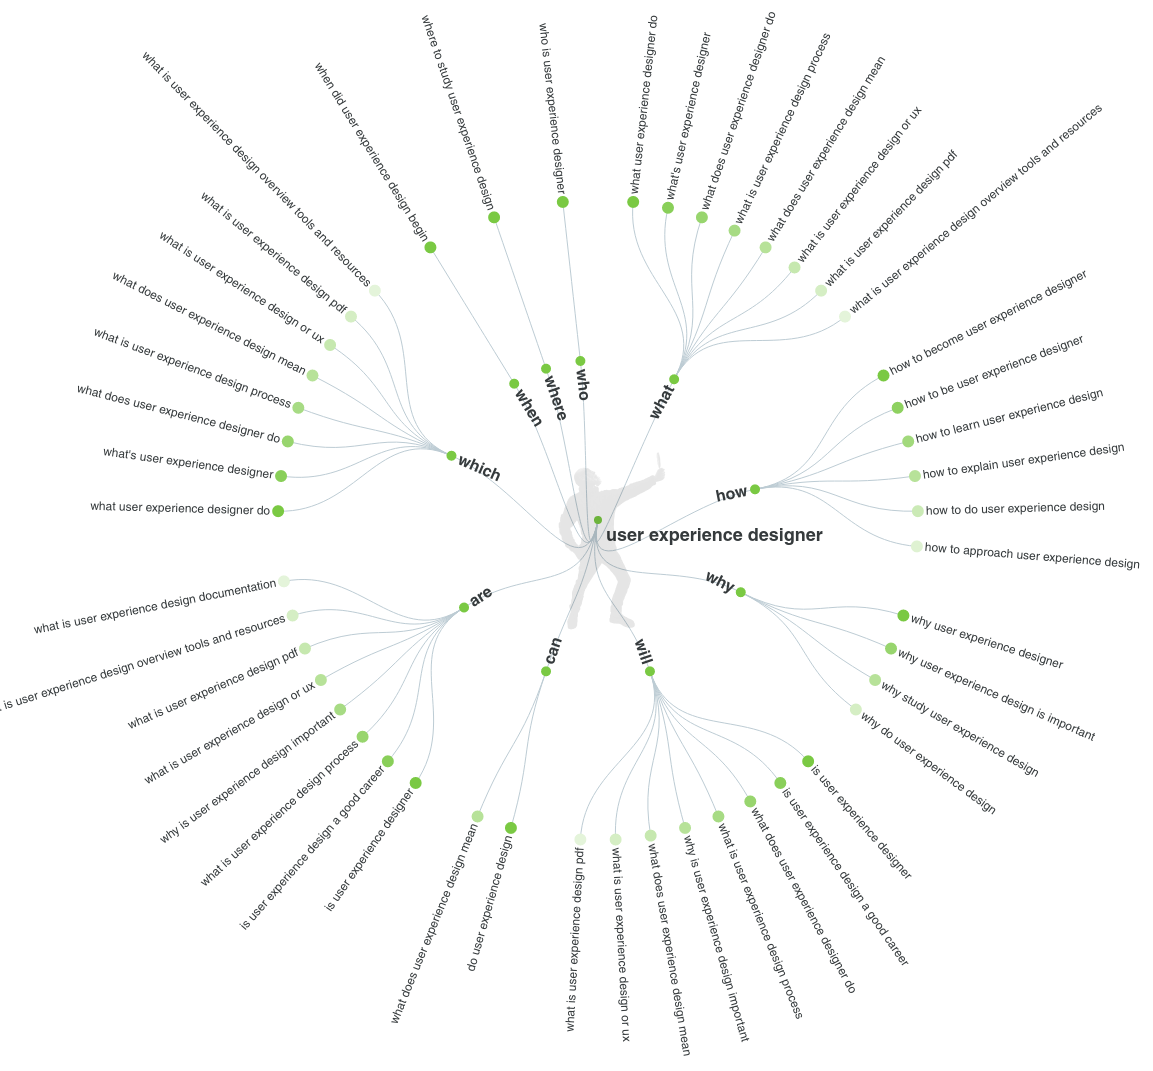 user experience designer
what
what user experience designer do
what's user experience designer
what does user experience designer do
what is user experience design process
what does user experience design mean
what is user experience design or ux
what is user experience design pdf
what is user experience design overview tools and resources
how
how to become user experience designer
how to be user experience designer
how to learn user experience design
how to explain user experience design
how to do user experience design
how to approach user experience design
why
why user experience designer
why user experience design is important
why study user experience design
why do user experience design
will
is user experience designer
is user experience design a good career
what does user experience designer do
what is user experience design process
why is user experience design important
what does user experience design mean
what is user experience design or ux
what is user experience design pdf
can
do user experience design
what does user experience design mean
are
is user experience designer
is user experience design a good career
what is user experience design process
why is user experience design important
what is user experience design or ux
what is user experience design pdf
is user experience design overview tools and resources
what is user experience design documentation
which
what user experience designer do
what's user experience designer
what does user experience designer do
what is user experience design process
what does user experience design mean
what is user experience design or ux
what is user experience design pdf
what is user experience design overview tools and resources
when
when did user experience design begin
where
where to study user experience design
who
who is user experience designer